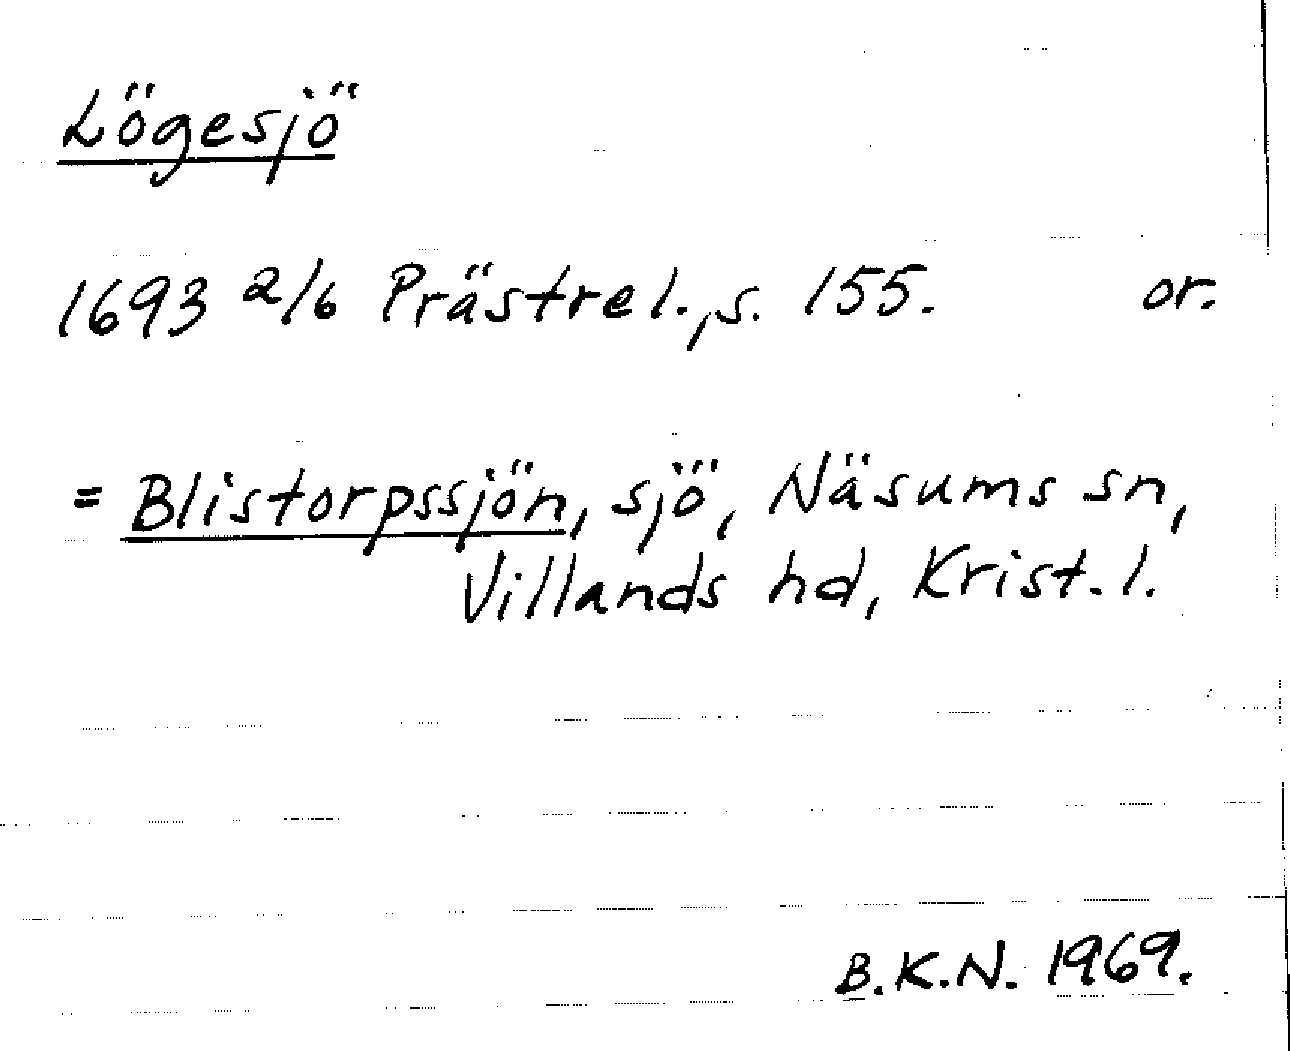 Lögesjö
1693 2/6 Prästrel., s. 155. or.
= Blistorpssjön, sjö, Näsums sn,
Villands hd, Krist. l.
B.K.N. 1969.